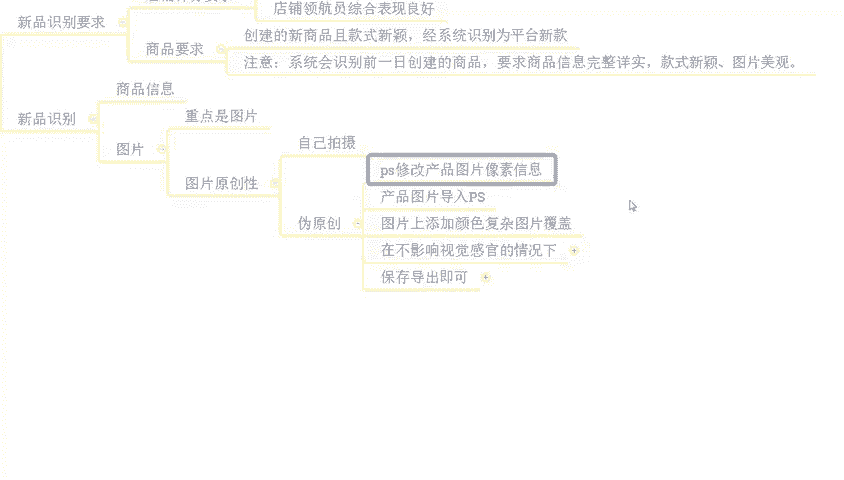 店铺领航员综合表现良好
新品识别要求
创建的新商品且款式新颖，经系统识别为平台新款
商品要求
注意：系统会识别前一日创建的商品，要求商品信息完整详实，款式新颖、图片美观。
商品信息
新品识别
重点是图片
图片
自己拍摄
ps修改产品图片像素信息
图片原创性
产品图片导入PS
伪原创
图片上添加颜色复杂图片覆盖
在不影响视觉感官的情况下
保存导出即可